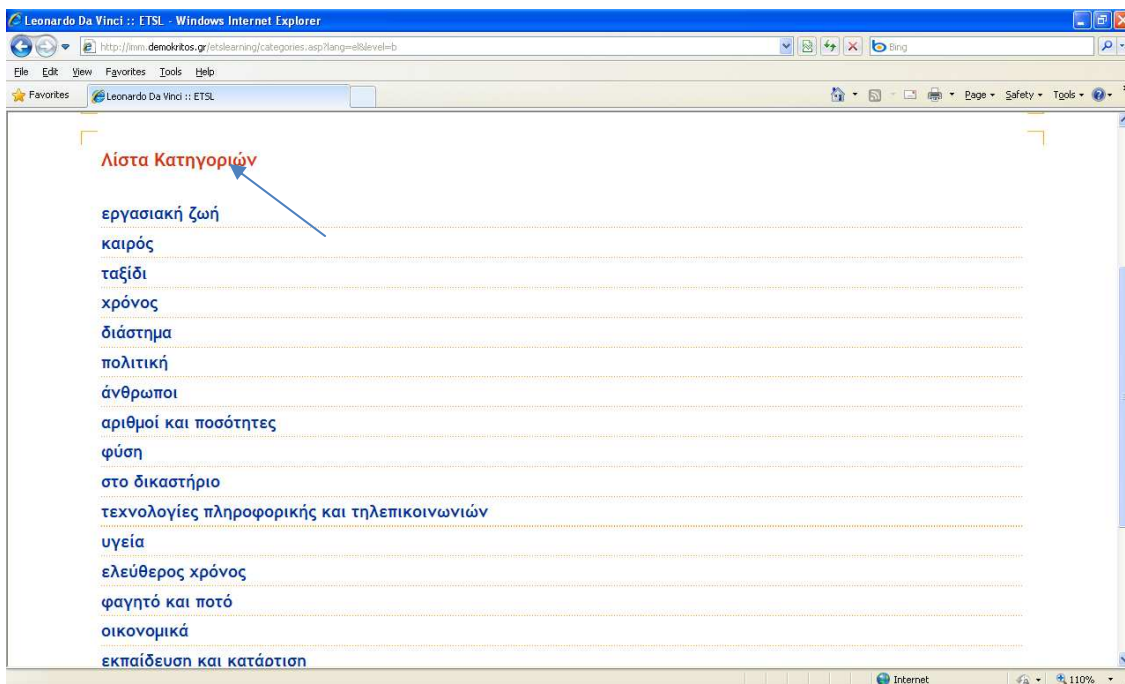 Leonardo Da Vinci :: ETSL - Windows Internet Explorer
http://imm.demokritos.gr/etslearning/categories.asp?lang=el&level=b
Bing
File Edit View Favorites Tools Help
Favorites Leonardo Da Vinci :: ETSL Page Safety Tools
Λίστα Κατηγοριών
εργασιακή ζωή
καιρός
ταξίδι
χρόνος
διάστημα
πολιτική
άνθρωποι
αριθμοί και ποσότητες
φύση
στο δικαστήριο
τεχνολογίες πληροφορικής και τηλεπικοινωνιών
υγεία
ελεύθερος χρόνος
φαγητό και ποτό
οικονομικά
εκπαίδευση και κατάρτιση
Internet 110%